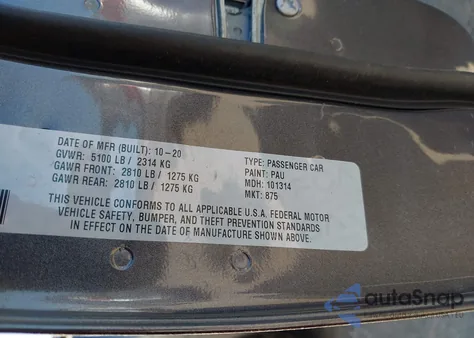 DATE OF MFR (BUILT): 10-20
GVWR: 5100 LB / 2314 KG
GAWR FRONT: 2810 LB / 1275 KG
GAWR REAR: 2810 LB / 1275 KG
TYPE: PASSENGER CAR
PAINT: PAU
MDH: 101314
MKT: 875
THIS VEHICLE CONFORMS TO ALL APPLICABLE U.S.A. FEDERAL MOTOR
VEHICLE SAFETY, BUMPER, AND THEFT PREVENTION STANDARDS
IN EFFECT ON THE DATE OF MANUFACTURE SHOWN ABOVE.
autoSnap